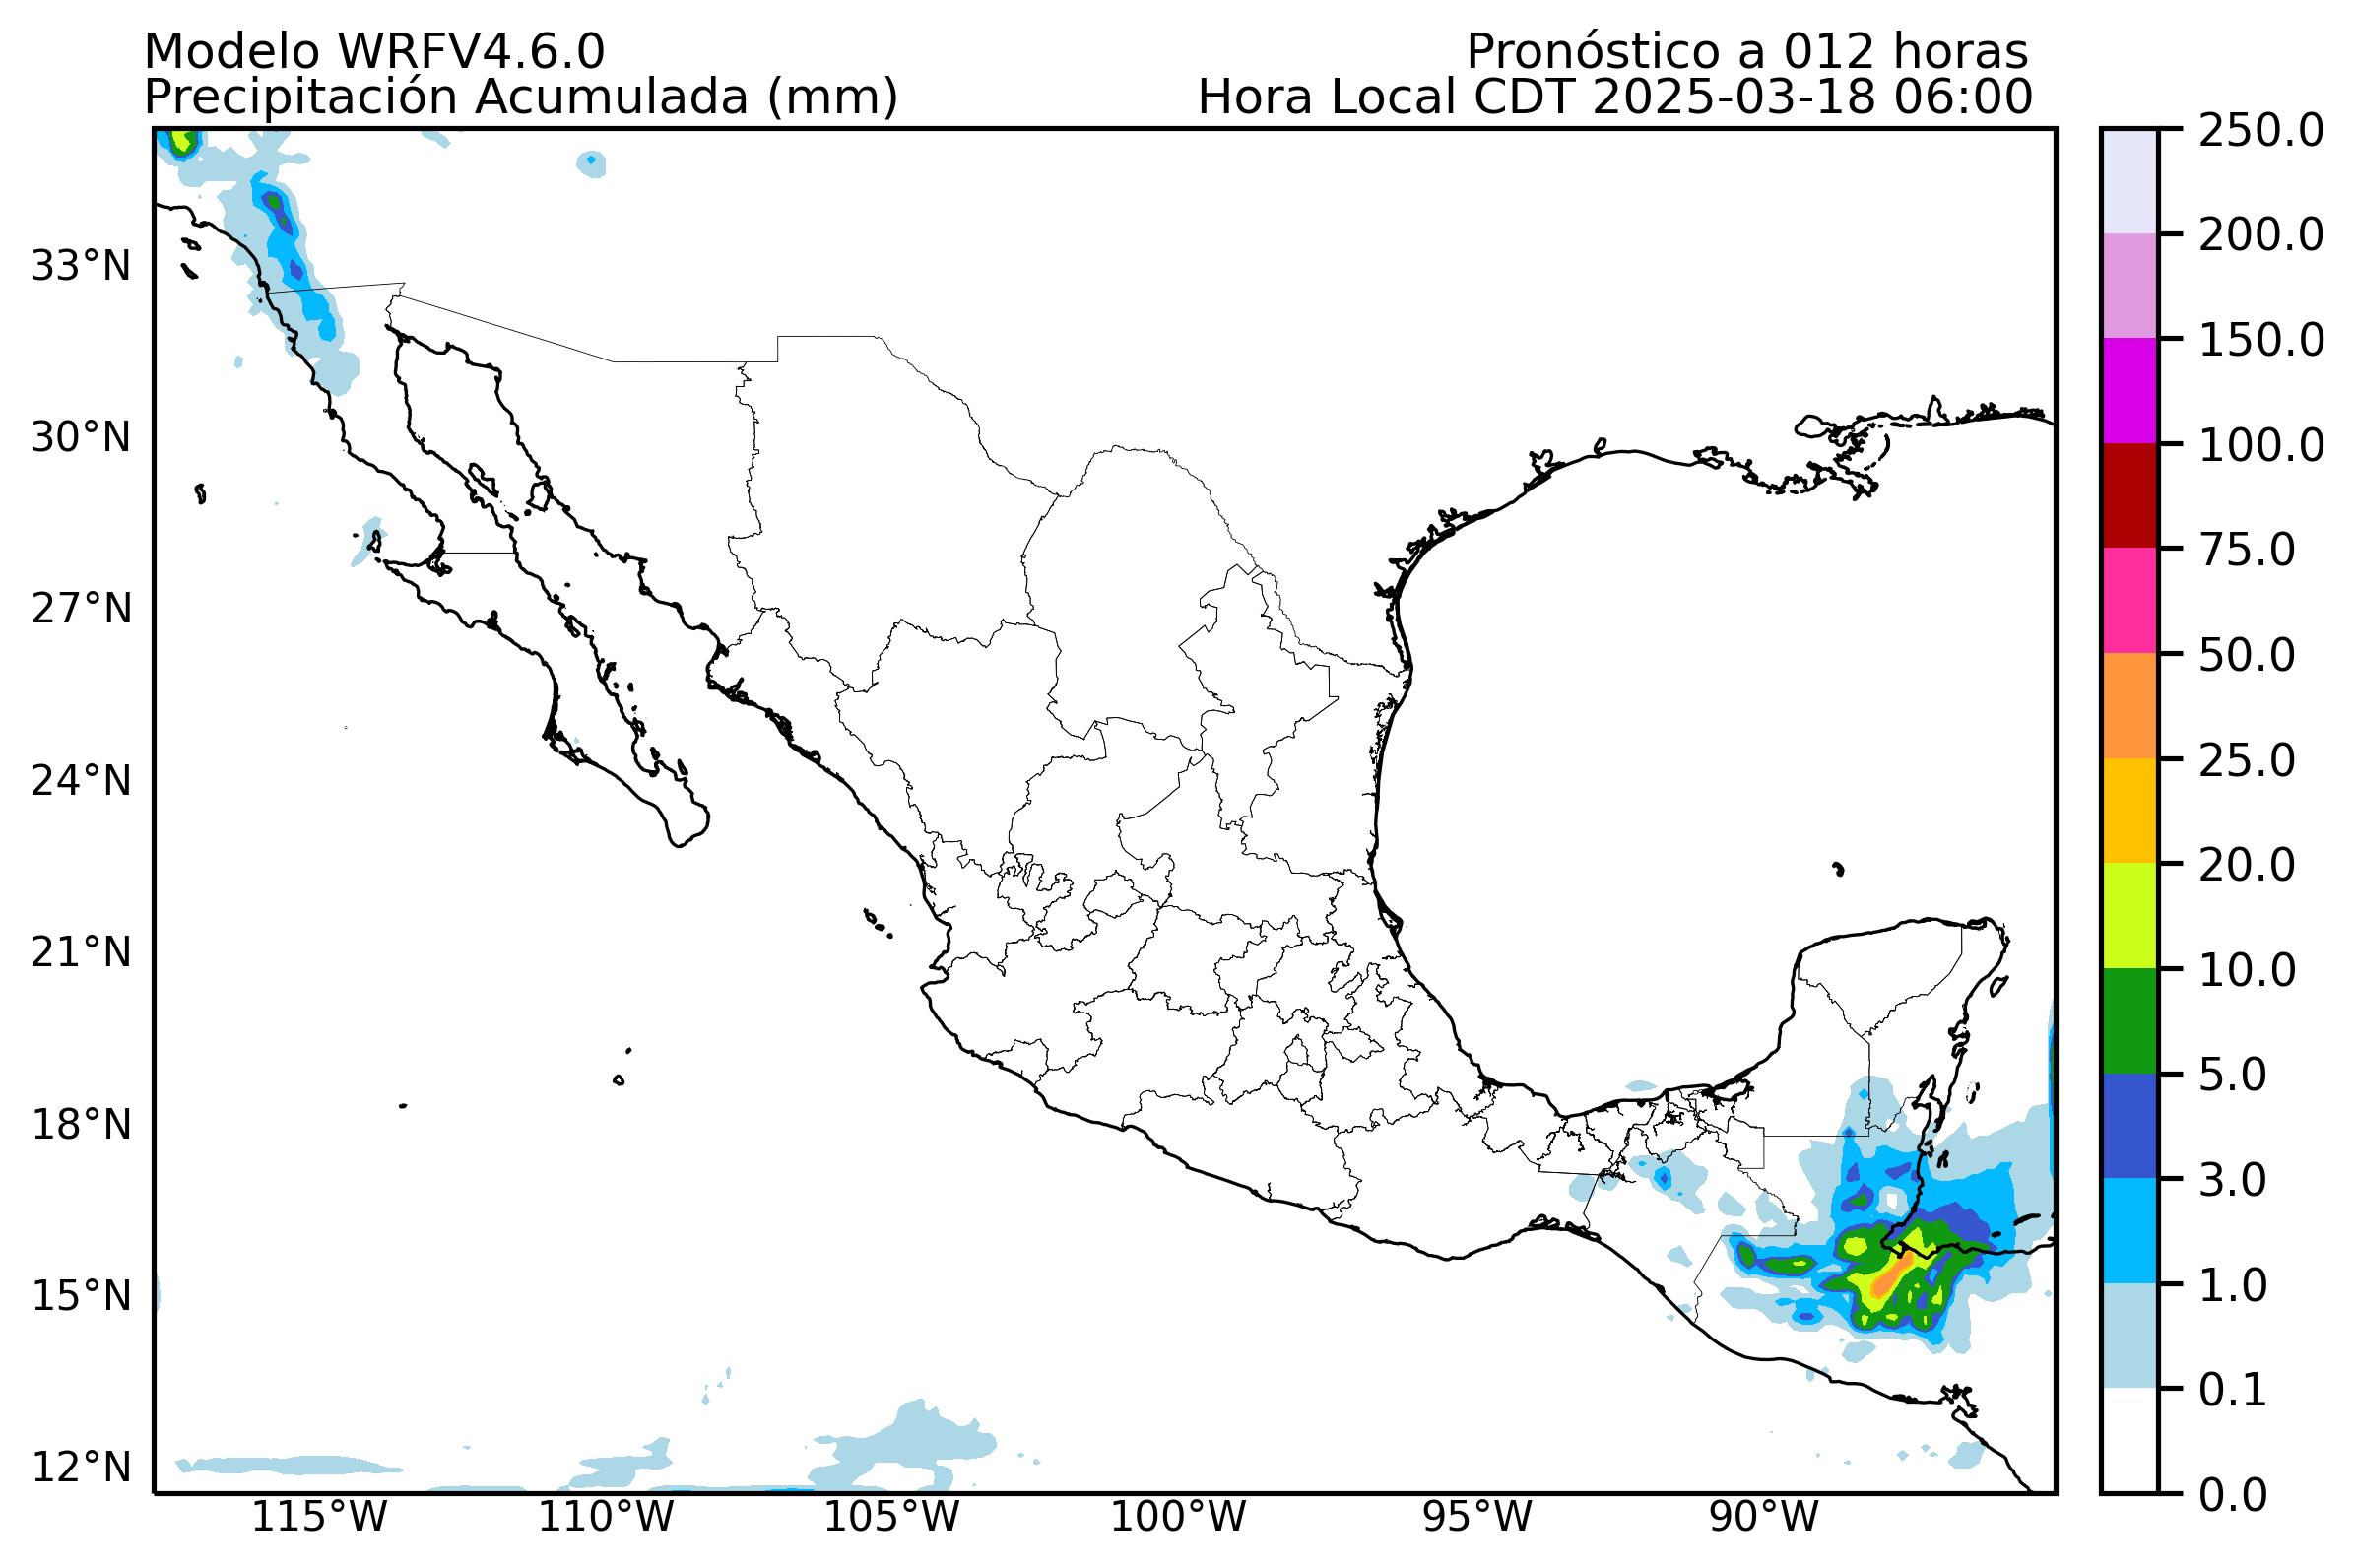 Modelo WRFV4.6.0
Pronóstico a 012 horas
Precipitación Acumulada (mm)
Hora Local CDT 2025-03-18 06:00
33°N
30°N
27°N
24°N
21°N
18°N
15°N
12°N
115°W
110°W
105°W
100°W
95°W
90°W
250.0
200.0
150.0
100.0
75.0
50.0
25.0
20.0
10.0
5.0
3.0
1.0
0.1
0.0